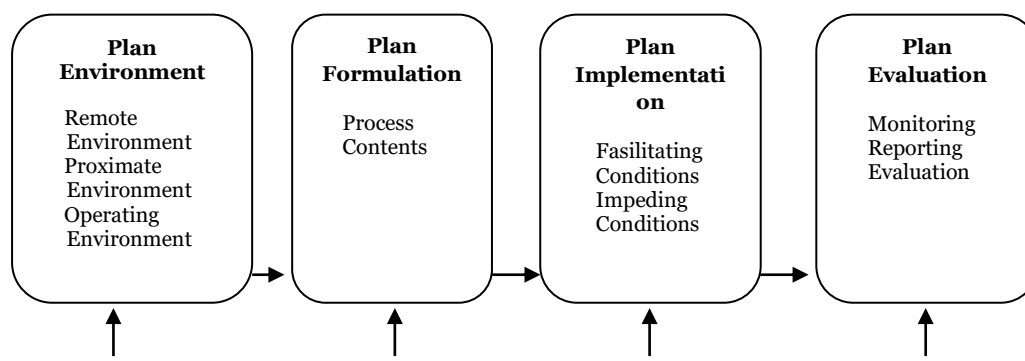 Plan
Environment
Remote
Environment
Proximate
Environment
Operating
Environment
Plan
Formulation
Process
Contents
Plan
Implementati
on
Fasilitating
Conditions
Impeding
Conditions
Plan
Evaluation
Monitoring
Reporting
Evaluation